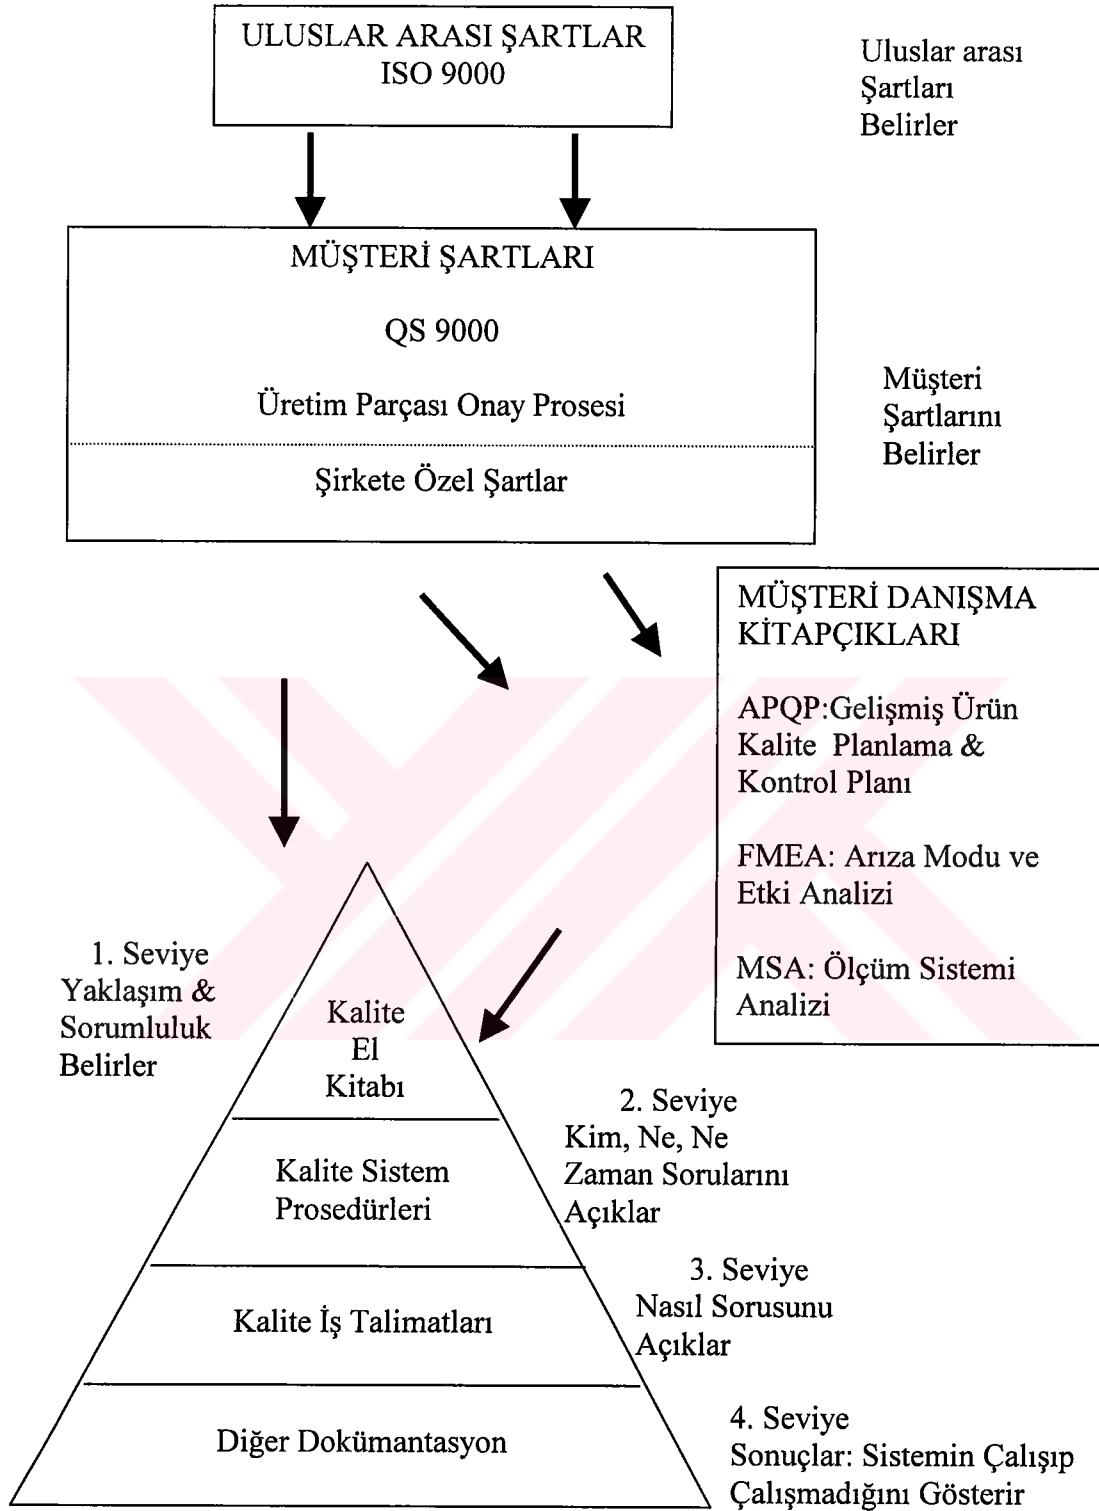 ULUSLAR ARASI ŞARTLAR
ISO 9000
Uluslar arası
Şartları
Belirler
MÜŞTERİ ŞARTLARI
QS 9000
Üretim Parçası Onay Prosesi
Şirkete Özel Şartlar
Müşteri
Şartlarını
Belirler
MÜŞTERİ DANIŞMA
KİTAPÇIKLARI
APQP:Gelişmiş Ürün
Kalite Planlama &
Kontrol Planı
FMEA: Arıza Modu ve
Etki Analizi
MSA: Ölçüm Sistemi
Analizi
1. Seviye
Yaklaşım &
Sorumluluk
Belirler
Kalite
El
Kitabı
2. Seviye
Kim, Ne, Ne
Zaman Sorularını
Açıklar
Kalite Sistem
Prosedürleri
3. Seviye
Nasıl Sorusunu
Açıklar
Kalite İş Talimatları
4. Seviye
Sonuçlar: Sistemin Çalışıp
Çalışmadığını Gösterir
Diğer Dokümantasyon